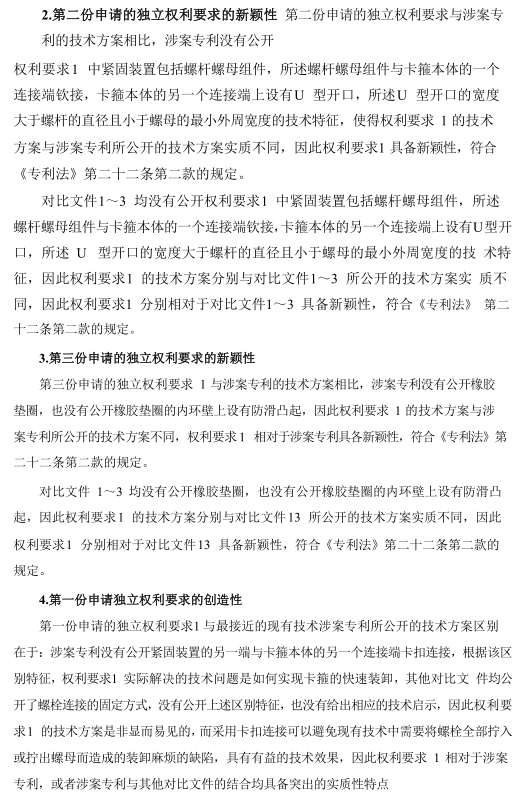 2.第二份申请的独立权利要求的新颖性 第二份申请的独立权利要求与涉案专
利的技术方案相比，涉案专利没有公开
权利要求1 中紧固装置包括螺杆螺母组件，所述螺杆螺母组件与卡箍本体的一个
连接端钦接，卡箍本体的另一个连接端上设有U 型开口，所述U 型开口的宽度
大于螺杆的直径且小于螺母的最小外周宽度的技术特征，使得权利要求 1 的技术
方案与涉案专利所公开的技术方案实质不同，因此权利要求1 具备新颖性，符合
《专利法》第二十二条第二款的规定。
对比文件1～3 均没有公开权利要求1 中紧固装置包括螺杆螺母组件，所述
螺杆螺母组件与卡箍本体的一个连接端钦接，卡箍本体的另一个连接端上设有U型开
口，所述 U 型开口的宽度大于螺杆的直径且小于螺母的最小外周宽度的技 术特
征，因此权利要求1 的技术方案分别与对比文件1～3 所公开的技术方案实 质不
同，因此权利要求1 分别相对于对比文件1～3 具备新颖性，符合《专利法》 第二
十二条第二款的规定。
3.第三份申请的独立权利要求的新颖性
第三份申请的独立权利要求 1 与涉案专利的技术方案相比，涉案专利没有公开橡胶
垫圈，也没有公开橡胶垫圈的内环壁上设有防滑凸起，因此权利要求 1 的技术方案与涉
案专利所公开的技术方案不同，权利要求1 相对于涉案专利具各新颖性，符合《专利法》第
二十二条第二款的规定。
对比文件 1～3 均没有公开橡胶垫圈，也没有公开橡胶垫圈的内环壁上设有防滑凸
起，因此权利要求1 的技术方案分别与对比文件13 所公开的技术方案实质不同，因此
权利要求1 分别相对于对比文件13 具备新颖性，符合《专利法》第二十二条第二款的
规定。
4.第一份申请独立权利要求的创造性
第一份申请的独立权利要求1 与最接近的现有技术涉案专利所公开的技术方案区别
在于：涉案专利没有公开紧固装置的另一端与卡箍本体的另一个连接端卡扣连接，根据该区
别特征，权利要求1 实际解决的技术问题是如何实现卡箍的快速装卸，其他对比文 件均公
开了螺栓连接的固定方式，没有公开上述区别特征，也没有给出相应的技术启示，因此权利要
求1 的技术方案是非显而易见的，而采用卡扣连接可以避免现有技术中需要将螺栓全部拧入
或拧出螺母而造成的装卸麻烦的缺陷，具有有益的技术效果，因此权利要求 1 相对于涉案
专利，或者涉案专利与其他对比文件的结合均具备突出的实质性特点